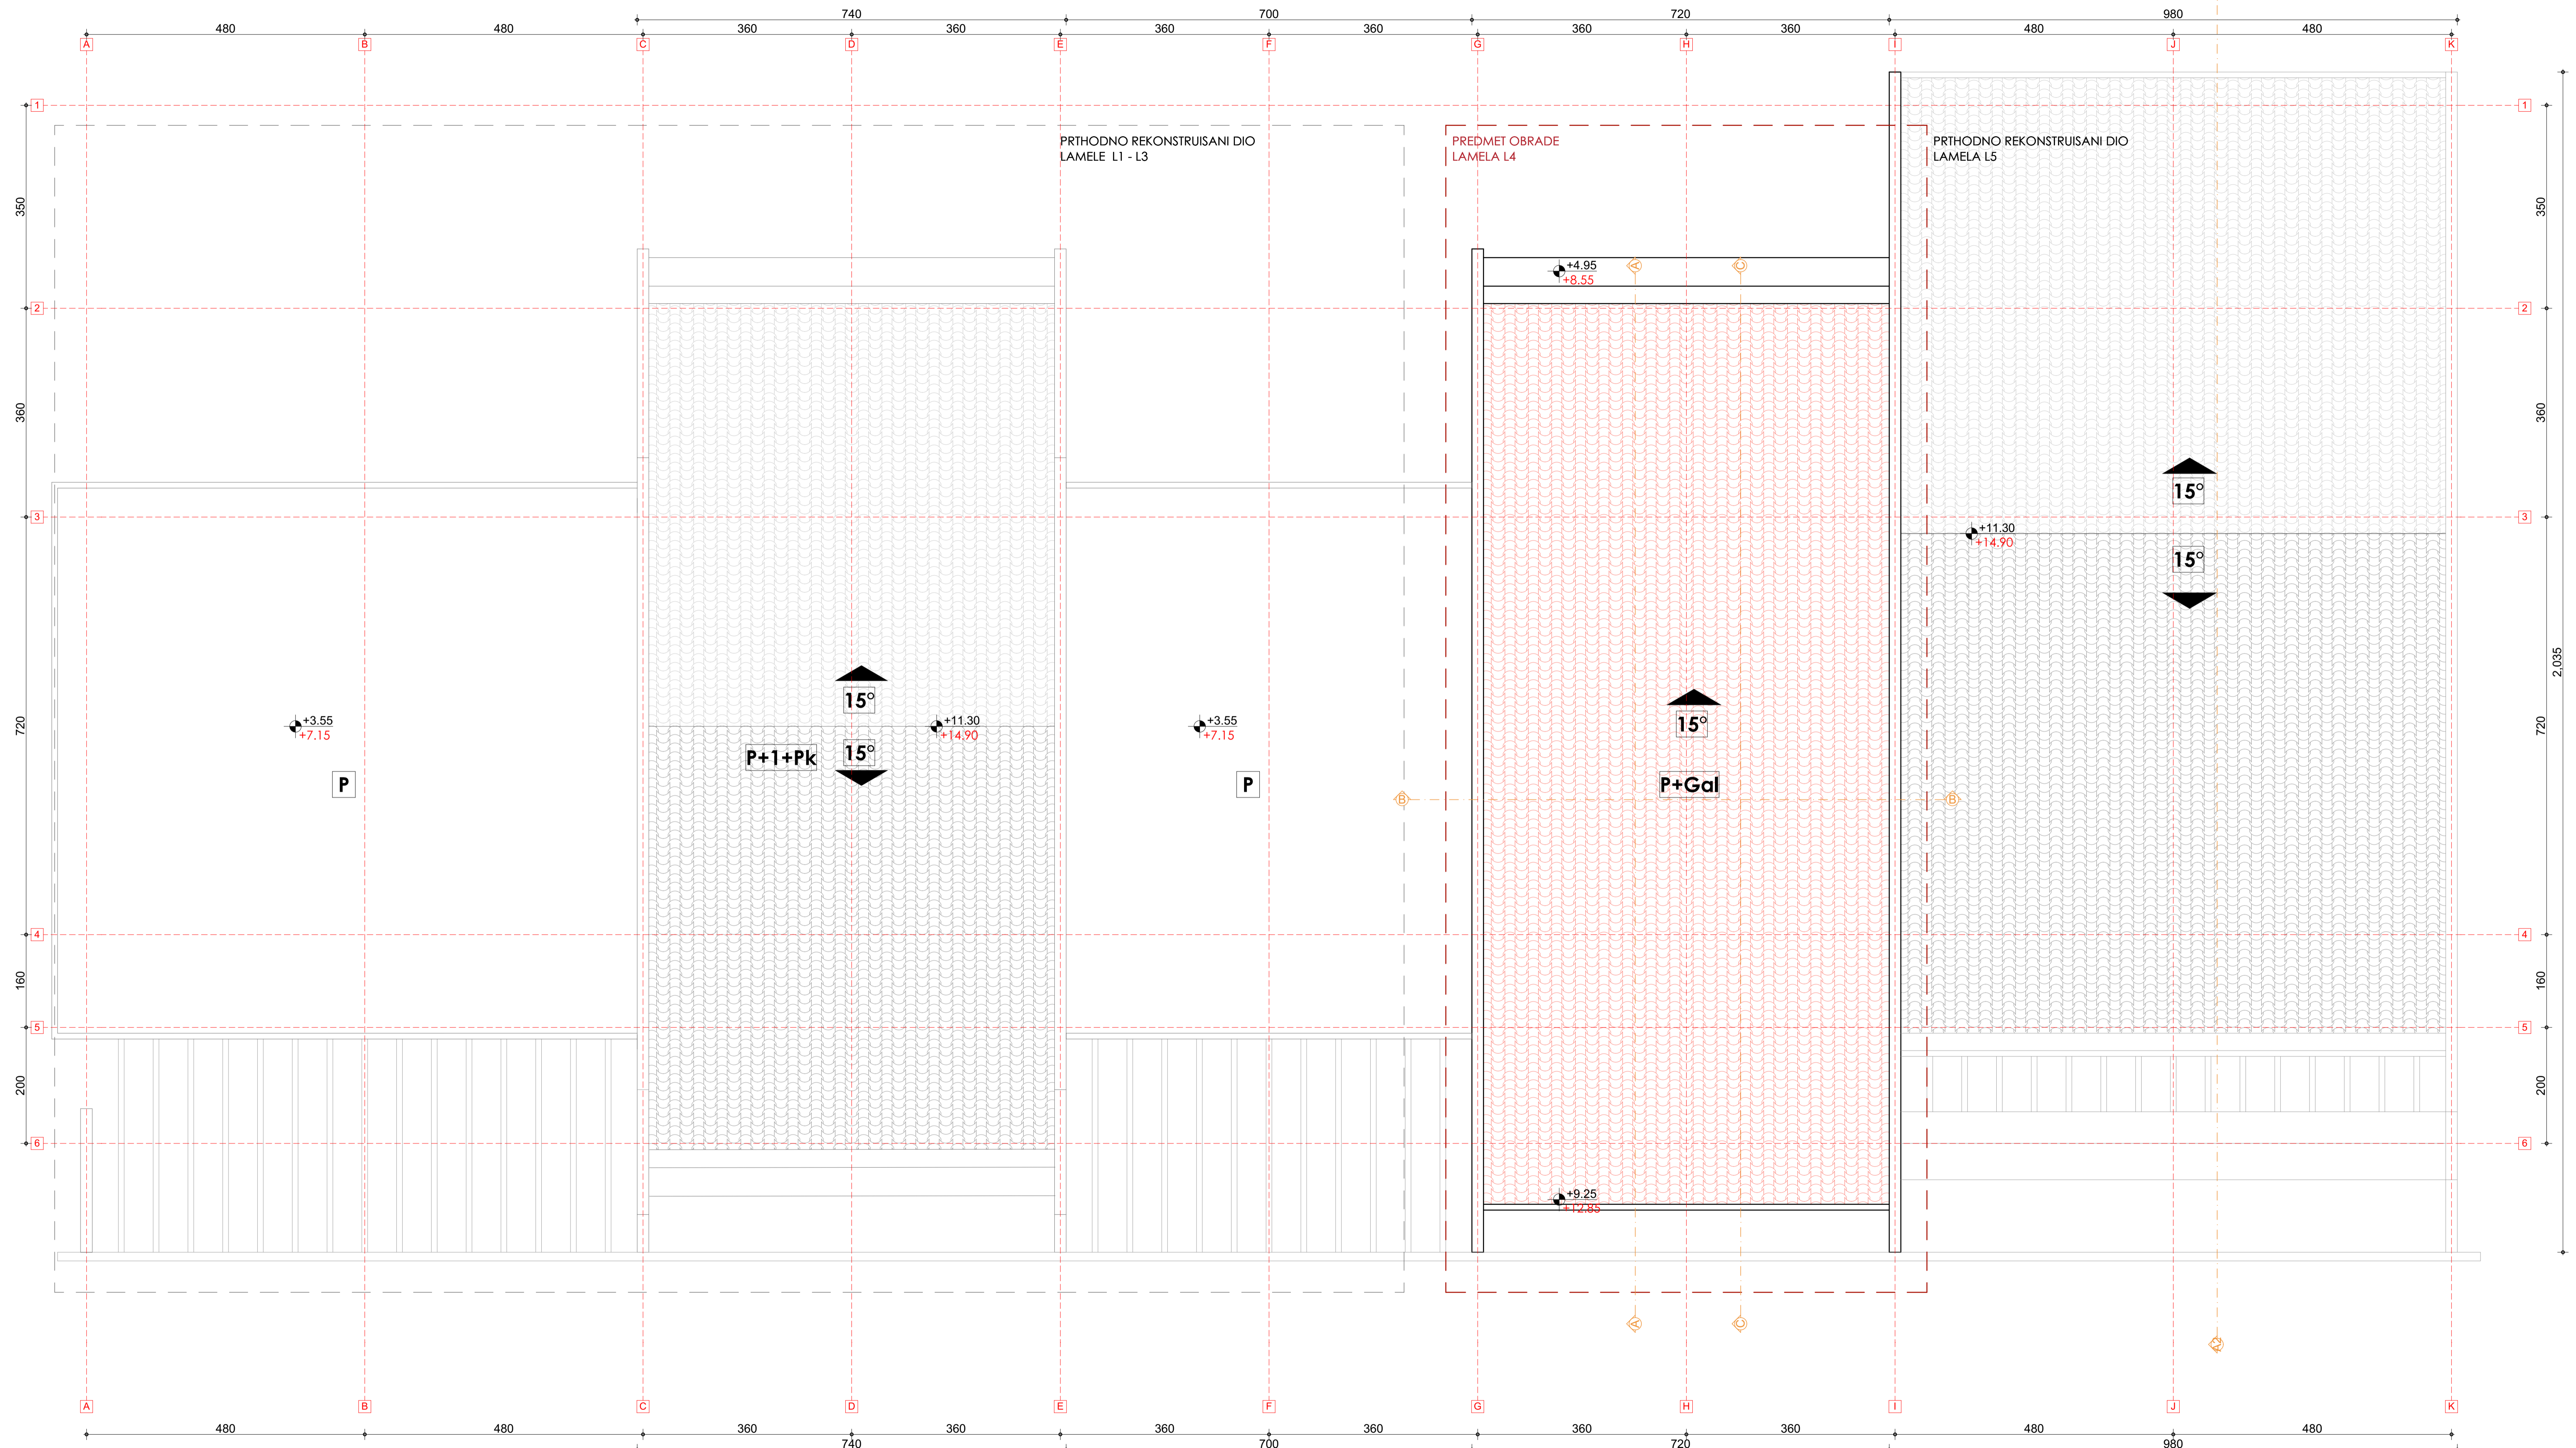 740
700
720
980
480
480
360
360
360
360
360
360
480
480
A
B
C
D
E
F
G
H
I
J
K
1
1
PRTHODNO REKONSTRUISANI DIO
LAMELE L1 - L3
PREDMET OBRADE
LAMELA L4
PRTHODNO REKONSTRUISANI DIO
LAMELA L5
350
350
+4.95
+8.55
A
C
2
2
360
360
15°
3
3
+11.30
+14.90
15°
2,035
15°
+3.55
+7.15
+11.30
+14.90
+3.55
+7.15
15°
720
720
P+1+Pk
15°
P
P
P+Gal
B
B
4
4
160
160
5
5
200
200
6
6
+9.25
+12.85
A
C
A2
A
B
C
D
E
F
G
H
I
J
K
480
480
360
360
360
360
360
360
480
480
740
700
720
980